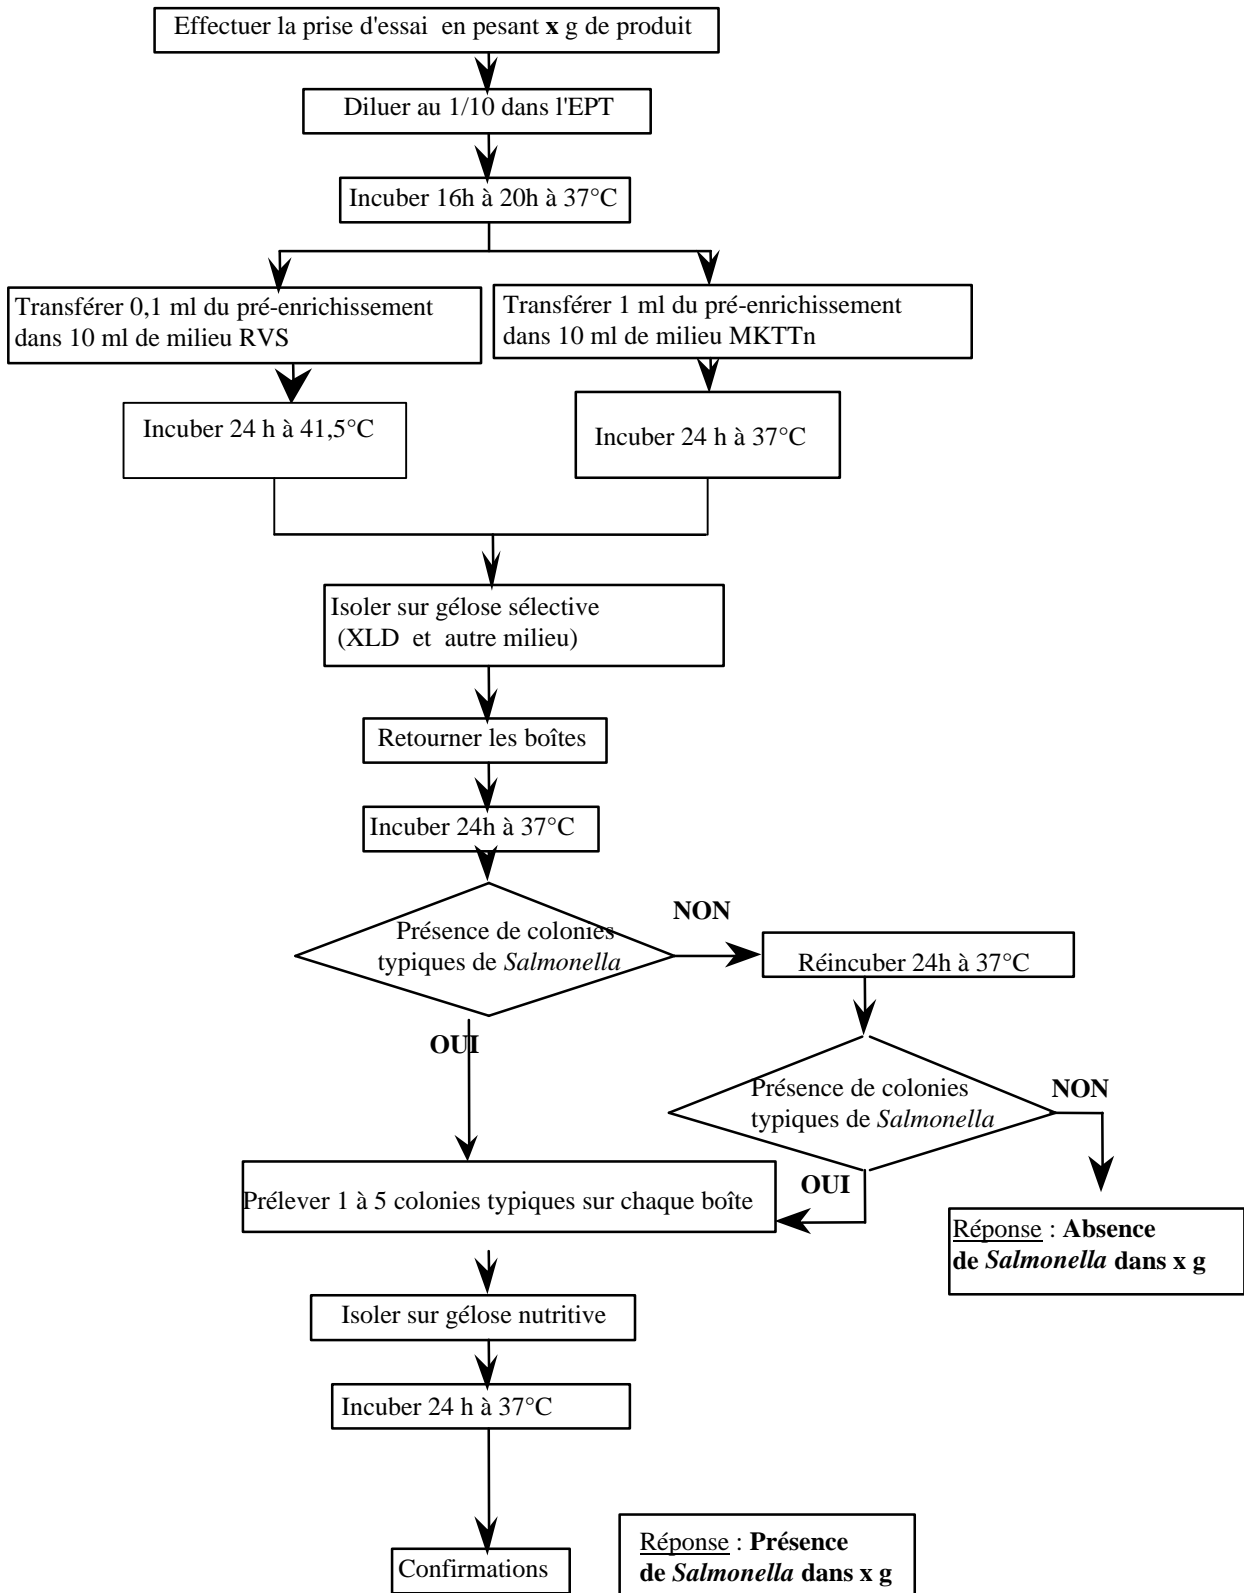 Effectuer la prise d'essai en pesant x g de produit
Diluer au 1/10 dans l'EPT
Incuber 16h à 20h à 37°C
Transférer 0,1 ml du pré-enrichissement
dans 10 ml de milieu RVS
Transférer 1 ml du pré-enrichissement
dans 10 ml de milieu MKTTn
Incuber 24 h à 41,5°C
Incuber 24 h à 37°C
Isoler sur gélose sélective
(XLD et autre milieu)
Retourner les boîtes
Incuber 24h à 37°C
NON
Présence de colonies
typiques de Salmonella
Réincuber 24h à 37°C
OUI
Présence de colonies
typiques de Salmonella
NON
OUI
Prélever 1 à 5 colonies typiques sur chaque boîte
Réponse : Absence
de Salmonella dans x g
Isoler sur gélose nutritive
Incuber 24 h à 37°C
Confirmations
Réponse : Présence
de Salmonella dans x g